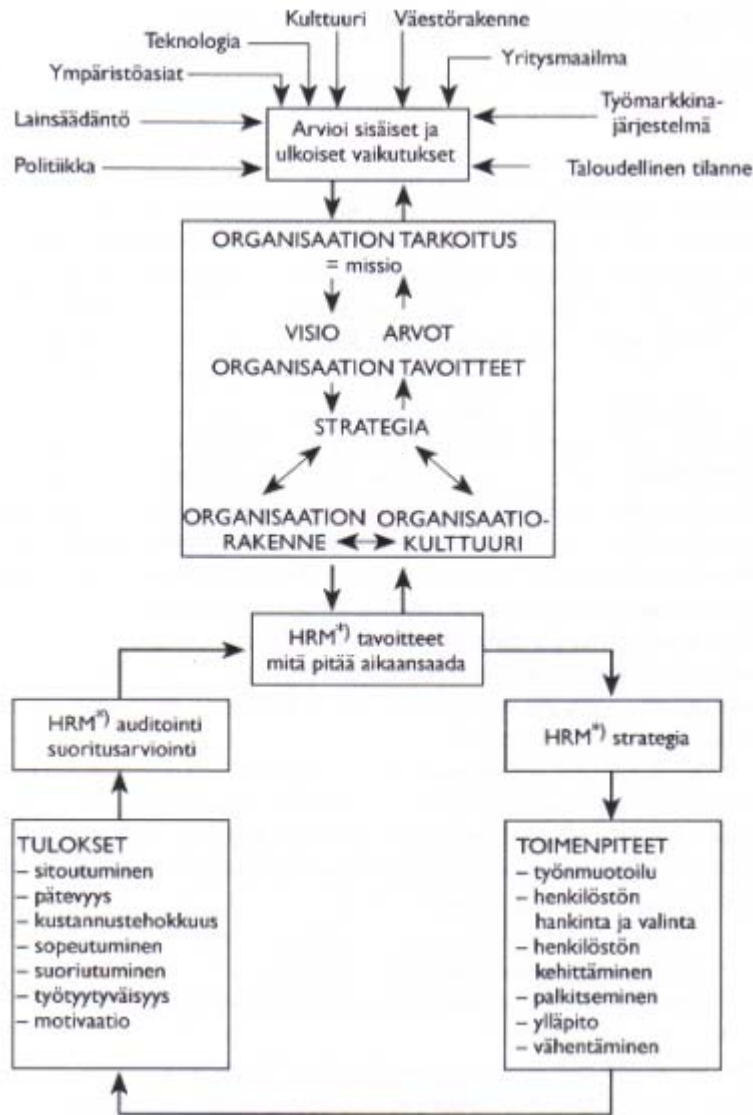 Kulttuuri
Väestörakenne
Teknologia
Yritysmaailma
Ympäristöasiat
Lainsäädäntö
Työmarkkina-
järjestelmä
Arvioi sisäiset ja
ulkoiset vaikutukset
Politiikka
Taloudellinen tilanne
ORGANISAATION TARKOITUS
= missio
VISIO ARVOT
ORGANISAATION TAVOITTEET
STRATEGIA
ORGANISAATION
RAKENNE
ORGANISAATIO-
KULTTUURI
HRM*) tavoitteet
mitä pitää aikaansaada
HRM*) auditointi
suoritusarviointi
HRM*) strategia
TULOKSET
– sitoutuminen
– pätevyys
– kustannustehokkuus
– sopeutuminen
– suoriutuminen
– työtyytyväisyys
– motivaatio
TOIMENPITEET
– työnmuotoilu
– henkilöstön
hankinta ja valinta
– henkilöstön
kehittäminen
– palkitseminen
– ylläpito
– vähentäminen